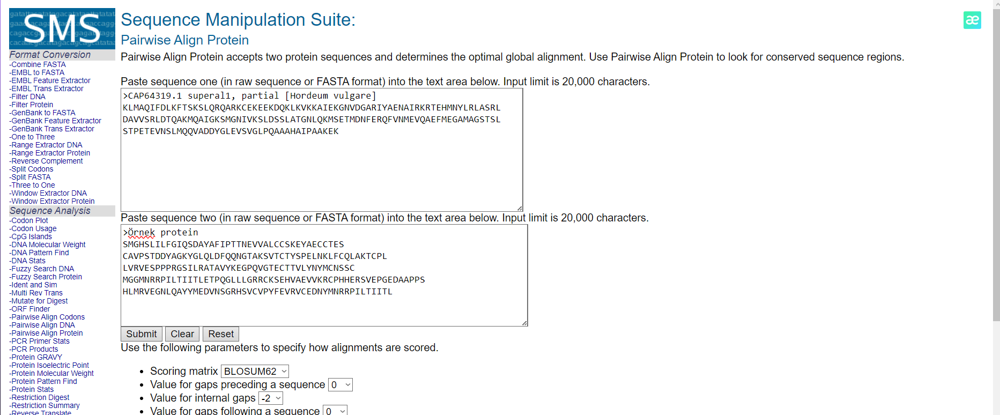 SMS
Format Conversion
-Combine FASTA
-EMBL to FASTA
-EMBL Feature Extractor
-EMBL Trans Extractor
-Filter DNA
-Filter Protein
-GenBank to FASTA
-GenBank Feature Extractor
-GenBank Trans Extractor
-One to Three
-Range Extractor DNA
-Range Extractor Protein
-Reverse Complement
-Split Codons
-Split FASTA
-Three to One
-Window Extractor DNA
-Window Extractor Protein
Sequence Analysis
-Codon Plot
-Codon Usage
-CpG Islands
-DNA Molecular Weight
-DNA Pattern Find
-DNA Stats
-Fuzzy Search DNA
-Fuzzy Search Protein
-Ident and Sim
-Multi Rev Trans
-Mutate for Digest
-ORF Finder
-Pairwise Align Codons
-Pairwise Align DNA
-Pairwise Align Protein
-PCR Primer Stats
-PCR Products
-Protein GRAVY
-Protein Isoelectric Point
-Protein Molecular Weight
-Protein Pattern Find
-Protein Stats
-Restriction Digest
-Restriction Summary
-Reverse Translate
Sequence Manipulation Suite:
æ
Pairwise Align Protein
Pairwise Align Protein accepts two protein sequences and determines the optimal global alignment. Use Pairwise Align Protein to look for conserved sequence regions.
Paste sequence one (in raw sequence or FASTA format) into the text area below. Input limit is 20,000 characters.
>CAP64319.1 superal1, partial [Hordeum vulgare]
KLMAQIFDLKFTSKSLQRQARKCEKEEKDQKLKVKKAIEKGNVDGARIYAENAIRKRTEHMNYLRLASRL
DAVVSRLDTQAKMQAIGKSMGNIVKSLDSSLATGNLQKMSETMDNFERQFVNMEVQAEFMEGAMAGSTSL
STPETEVNSLMQQVADDYGLEVSVGLPQAAAHAIPAAKEK
Paste sequence two (in raw sequence or FASTA format) into the text area below. Input limit is 20,000 characters.
>Örnek protein
SMGHSLILFGIQSDAYAFIPTTNEVVALCCSKEYAECCTES
CAVPSTDDYAGKYGLQLDFQQNGTAKSVTCTYSPELNKLFCQLAKTCPL
LVRVESPPPRGSILRATAVYKEGPQVGTECTTVLYNYMCNSSC
MGGMNRRPILTIITLETPQGLLLGRRCKSEHVAEVVKRCPHHERSVEPGEDAAPPS
HLMRVEGNLQAYYMEDVNSGRHSVCVPYFEVRVCEDNYMNRRPILTIITL
Submit Clear Reset
Use the following parameters to specify how alignments are scored.
• Scoring matrix BLOSUM62
• Value for gaps preceding a sequence 0
• Value for internal gaps -2
• Value for gaps following a sequence 0